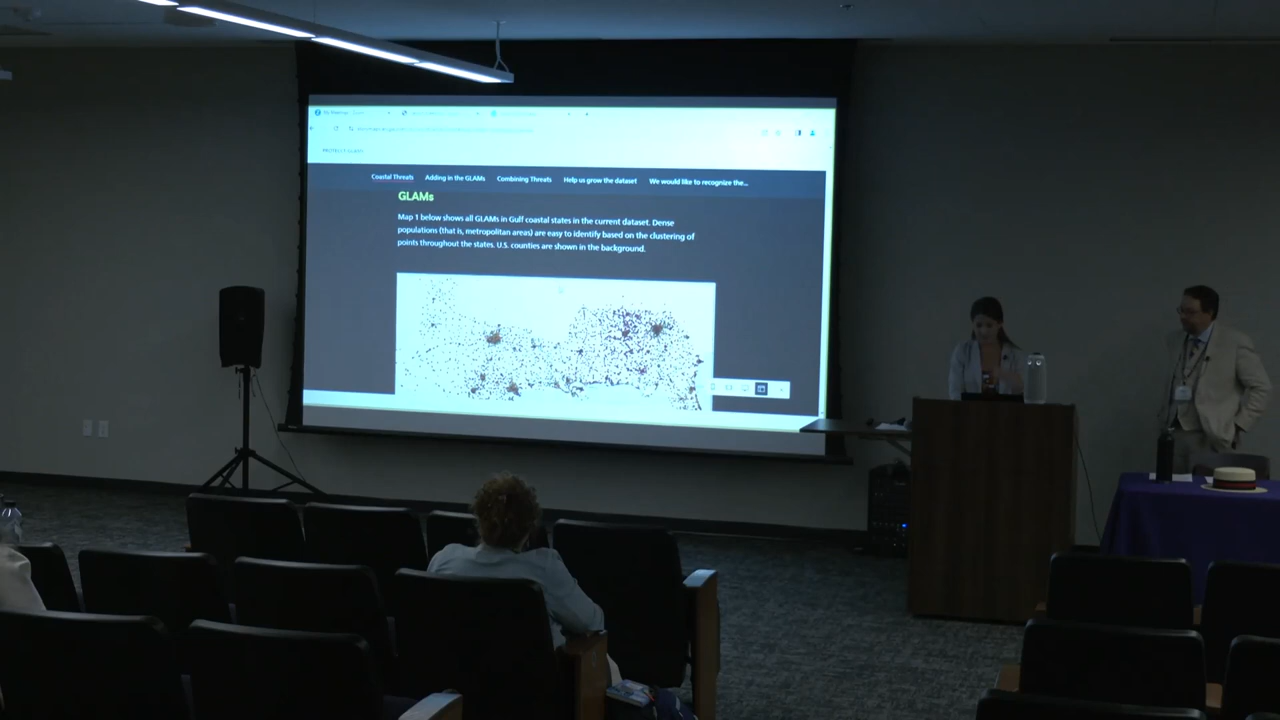 PROTECT GLAMS
Coastal Threats Adding in the GLAMs Combining Threats Help us grow the dataset We would like to recognize the...
GLAMs
Map 1 below shows all GLAMs in Gulf coastal states in the current dataset. Dense
populations (that is, metropolitan areas) are easy to identify based on the clustering of
points throughout the states. U.S. counties are shown in the background.